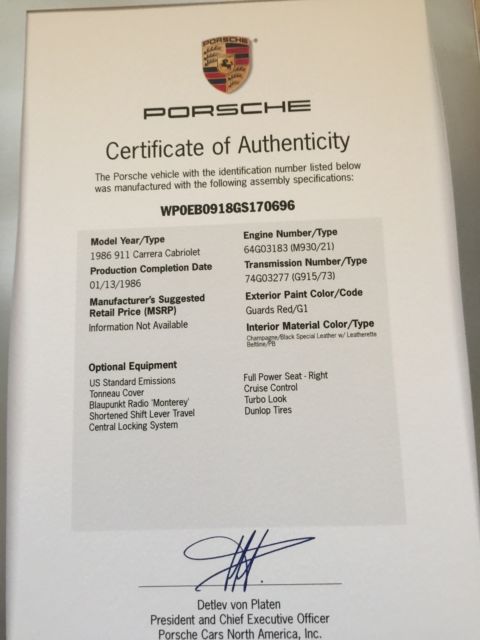 PORSCHE
PORSCHE
Certificate of Authenticity
The Porsche vehicle with the identification number listed below
was manufactured with the following assembly specifications:
WP0EB0918GS170696
Model Year/Type
1986 911 Carrera Cabriolet
Production Completion Date
01/13/1986
Manufacturer's Suggested
Retail Price (MSRP)
Information Not Available
Engine Number/Type
64G03183 (M930/21)
Transmission Number/Type
74G03277 (G915/73)
Exterior Paint Color/Code
Guards Red/G1
Interior Material Color/Type
Champagne/Black Special Leather w/ Leatherette
Beltline/PB
Optional Equipment
US Standard Emissions
Tonneau Cover
Blaupunkt Radio 'Monterey'
Shortened Shift Lever Travel
Central Locking System
Full Power Seat - Right
Cruise Control
Turbo Look
Dunlop Tires
Detlev von Platen
President and Chief Executive Officer
Porsche Cars North America, Inc.